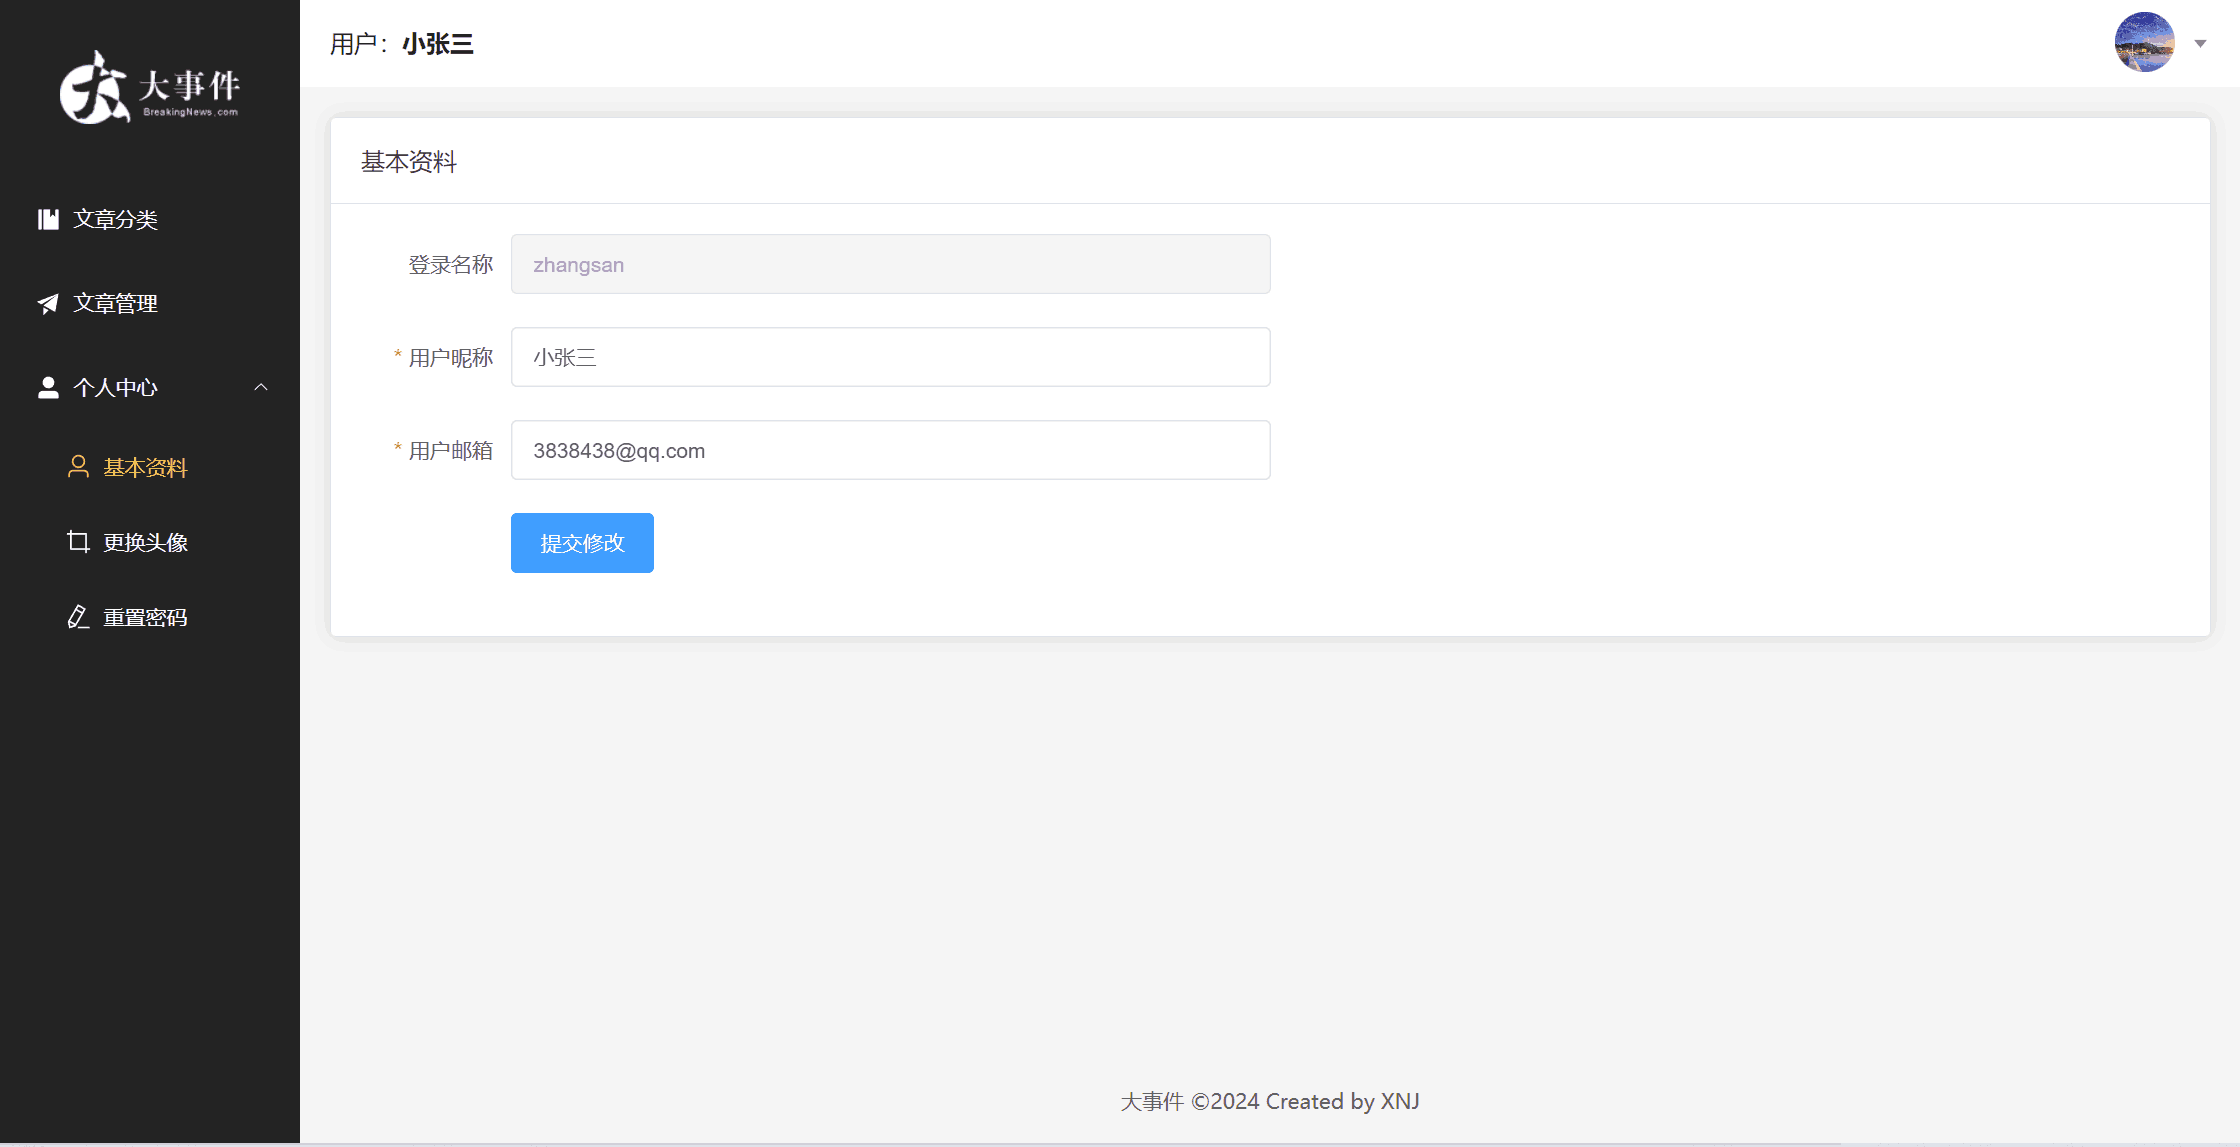 大事件
BreakingNews.com
文章分类
文章管理
个人中心
基本资料
更换头像
重置密码
用户：小张三
基本资料
登录名称 zhangsan
* 用户昵称 小张三
* 用户邮箱 3838438@qq.com
提交修改
大事件 ©2024 Created by XNJ